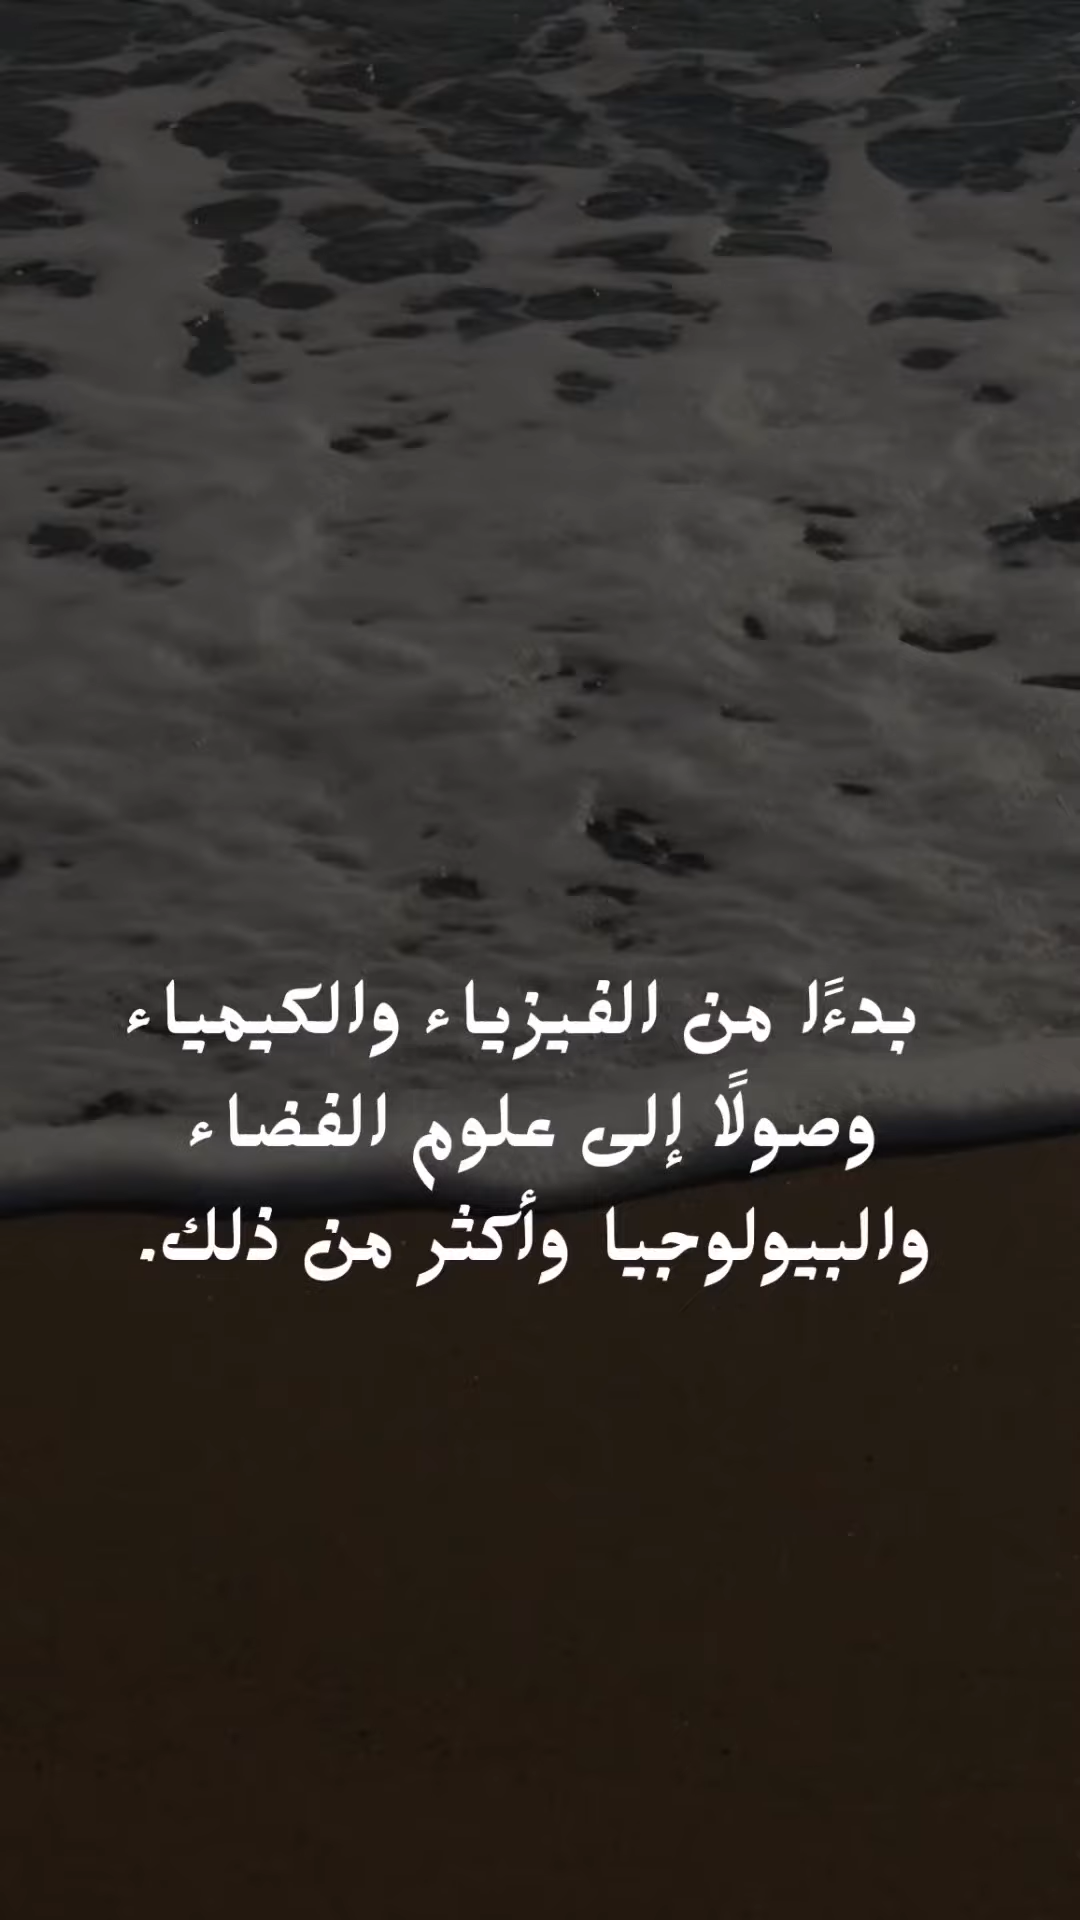 بدءًا من الفيزياء والكيمياء
وصولًا إلى علوم الفضاء
والبيولوجيا وأكثر من ذلك.